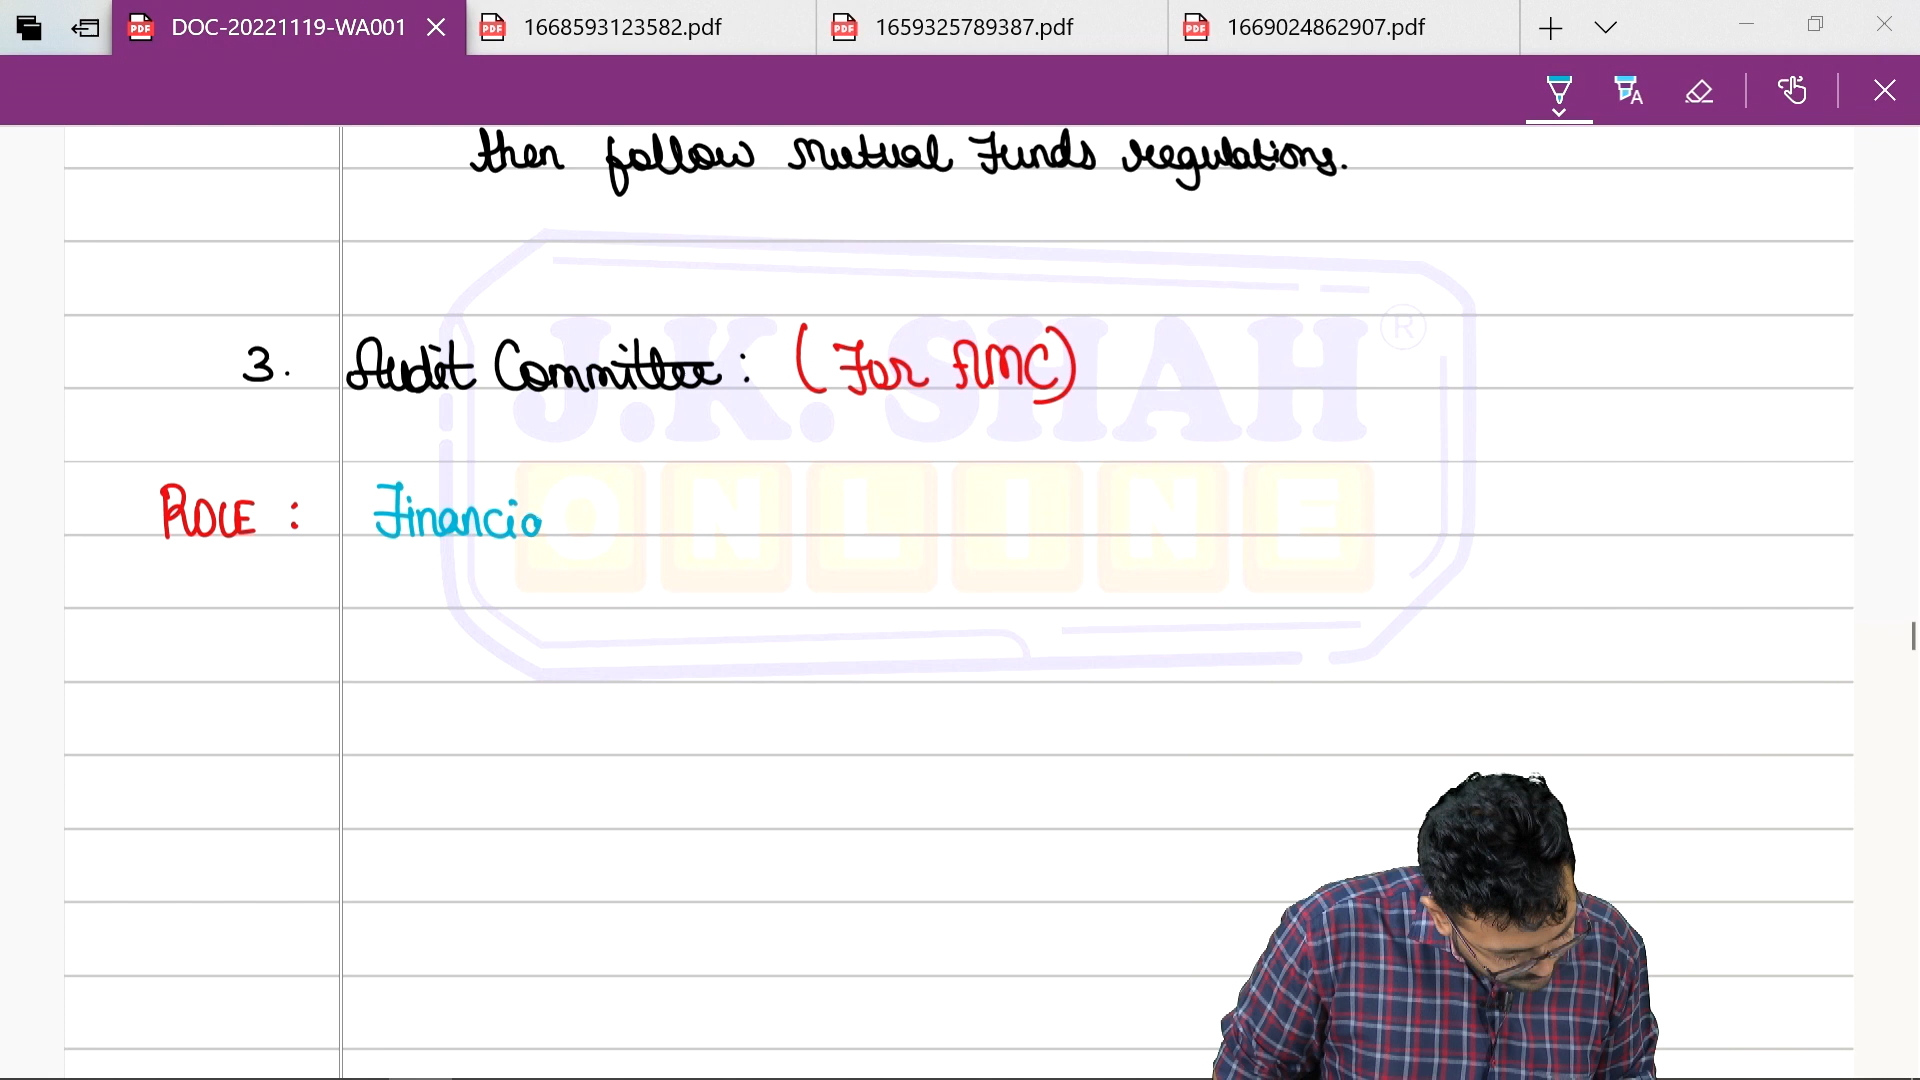 DOC-20221119-WA001
1668593123582.pdf
1659325789387.pdf
1669024862907.pdf
then follow Mutual Funds regulations.
3. Audit Committee: (For AMC)
ROLE : Financia
J.K. SHAH ®
ONLINE